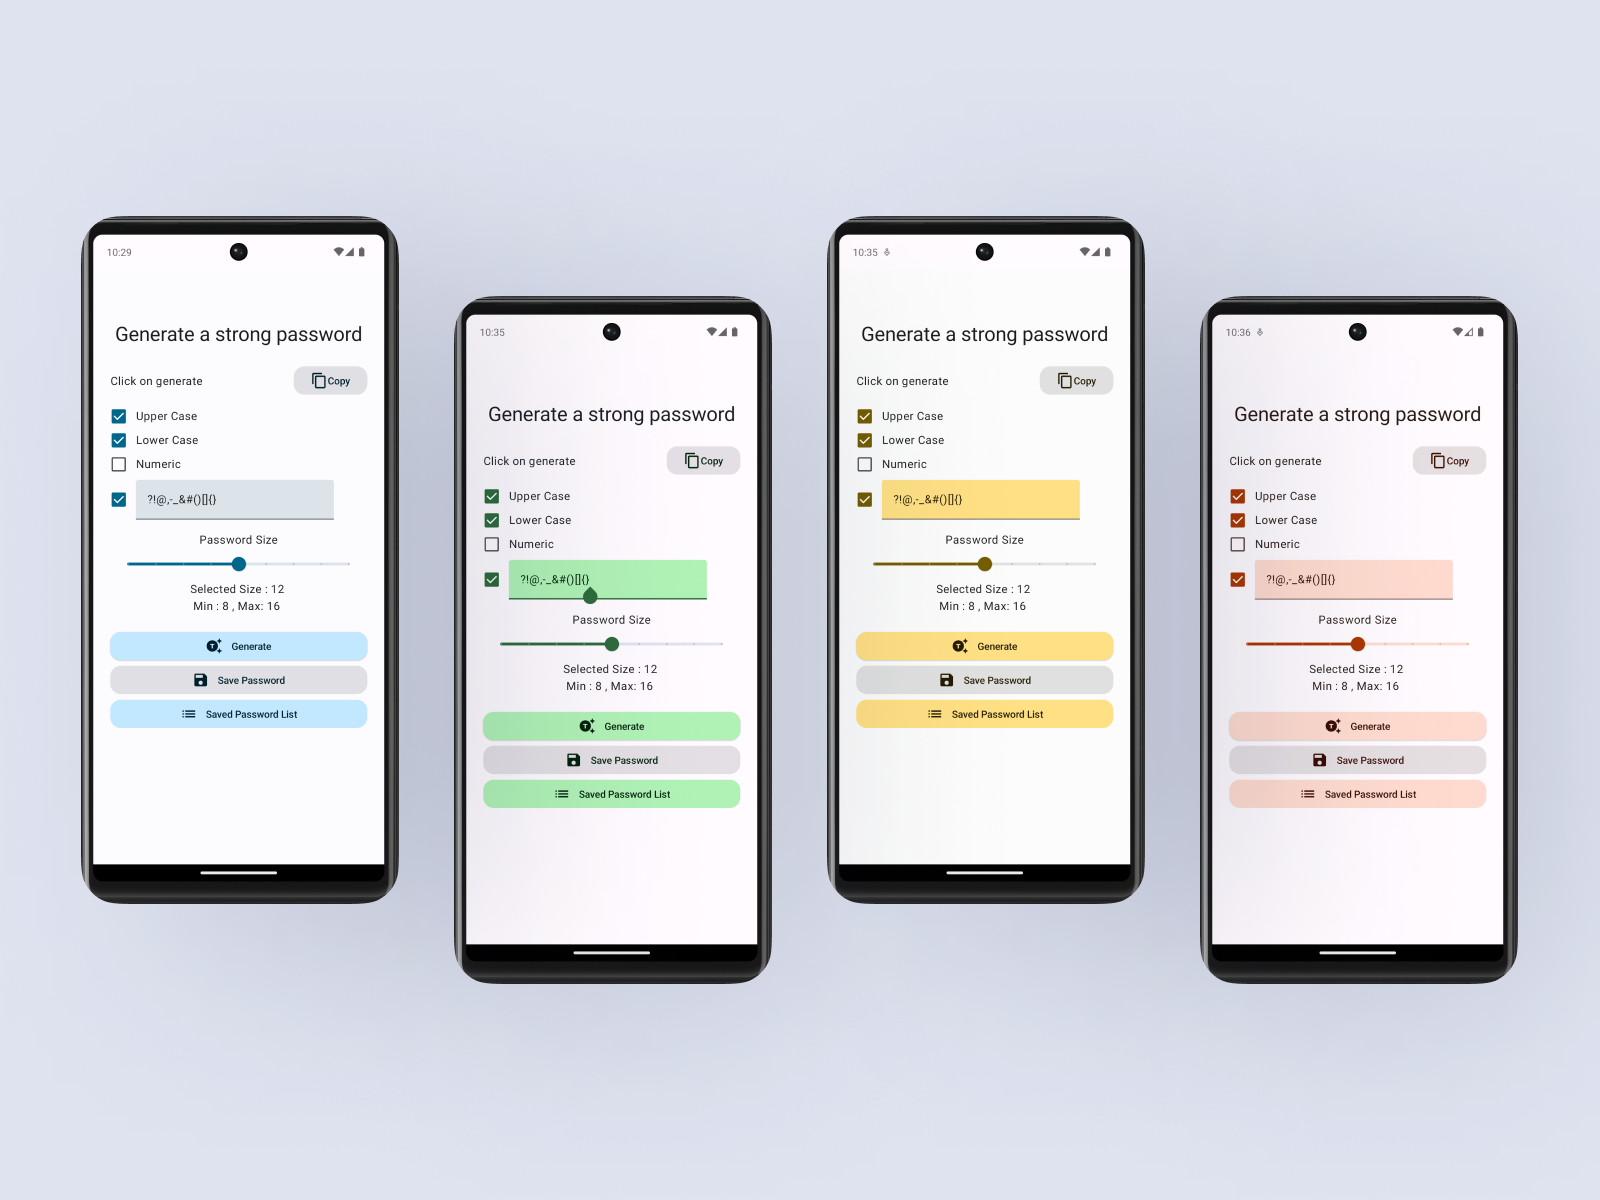 10:29
Generate a strong password
Click on generate
Copy
Upper Case
Lower Case
Numeric
?!@,-_&#()[]{}
Password Size
Selected Size : 12
Min : 8 , Max: 16
Generate
Save Password
Saved Password List
10:35
Generate a strong password
Click on generate
Copy
Upper Case
Lower Case
Numeric
?!@,-_&#()[]{}
Password Size
Selected Size : 12
Min : 8 , Max: 16
Generate
Save Password
Saved Password List
10:35
Generate a strong password
Click on generate
Copy
Upper Case
Lower Case
Numeric
?!@,-_&#()[]{}
Password Size
Selected Size : 12
Min : 8 , Max: 16
Generate
Save Password
Saved Password List
10:36
Generate a strong password
Click on generate
Copy
Upper Case
Lower Case
Numeric
?!@,-_&#()[]{}
Password Size
Selected Size : 12
Min : 8 , Max: 16
Generate
Save Password
Saved Password List